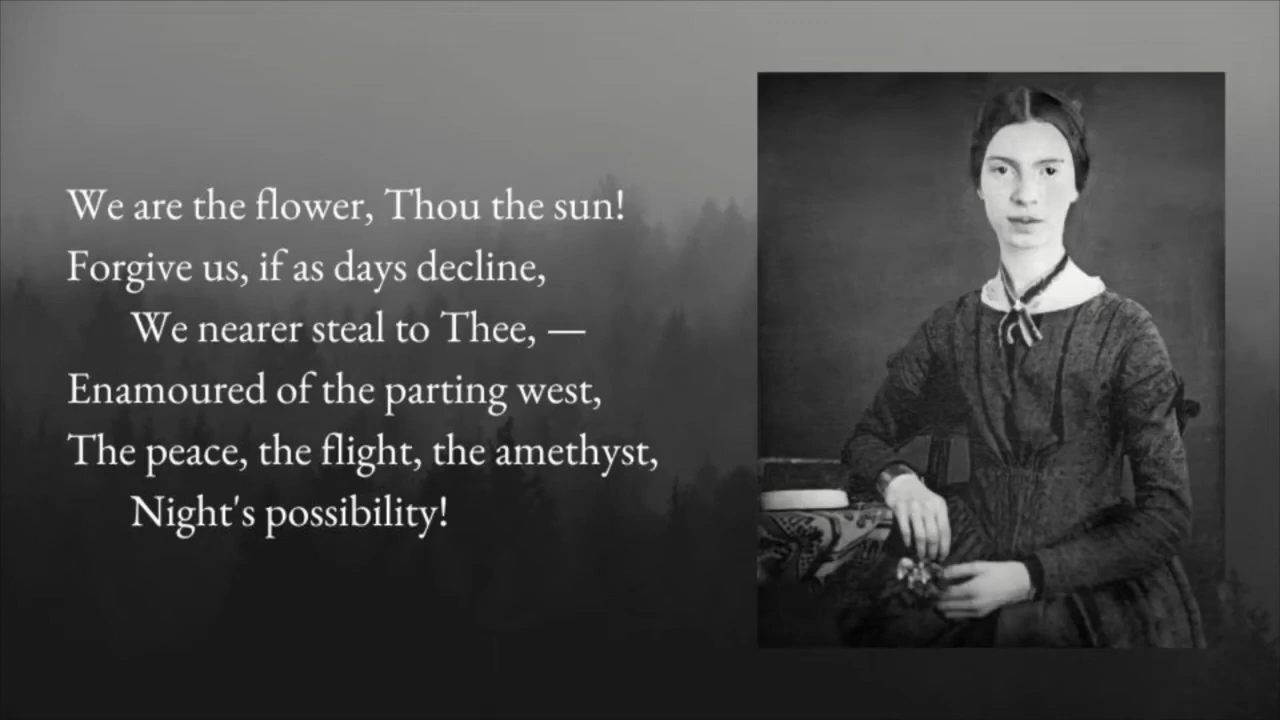 We are the flower, Thou the sun!
Forgive us, if as days decline,
We nearer steal to Thee, —
Enamoured of the parting west,
The peace, the flight, the amethyst,
Night's possibility!